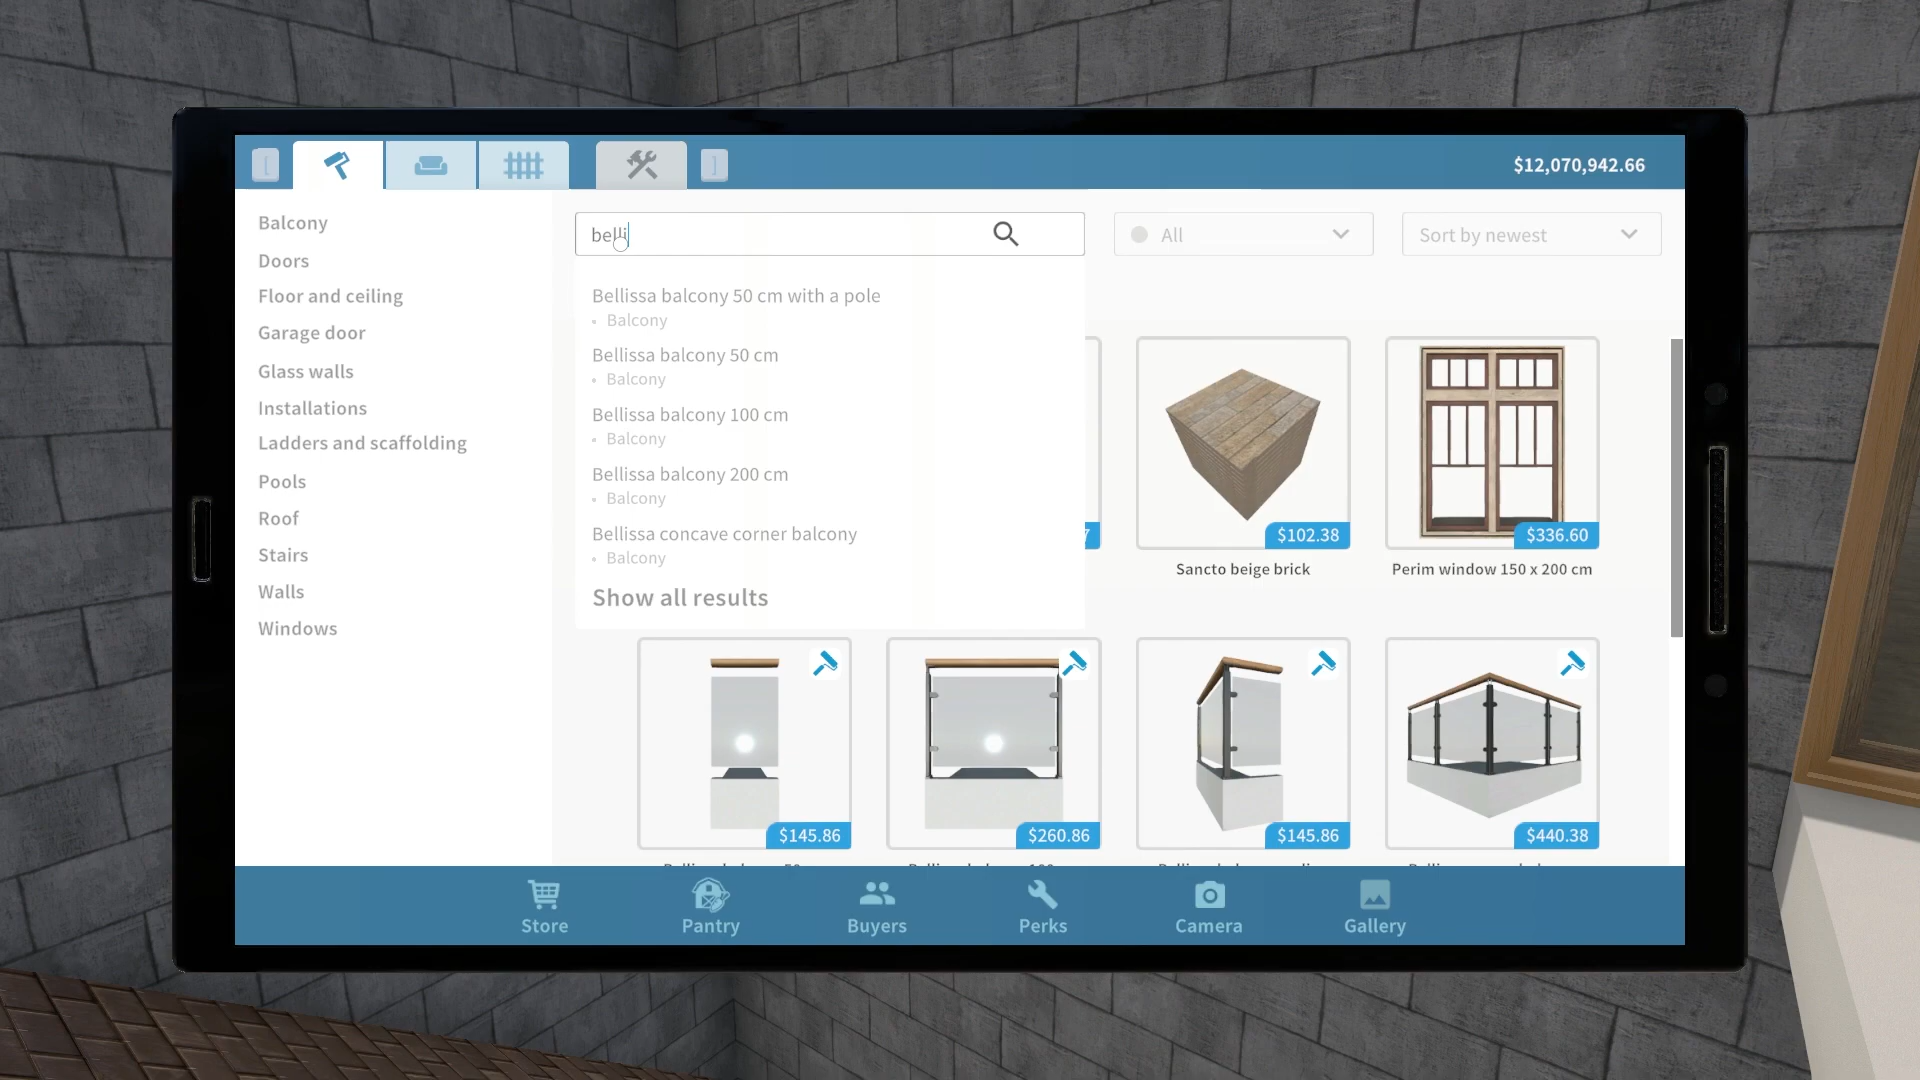 [
]
$12,070,942.66
Balcony
Doors
Floor and ceiling
Garage door
Glass walls
Installations
Ladders and scaffolding
Pools
Roof
Stairs
Walls
Windows
belli
All
Sort by newest
Bellissa balcony 50 cm with a pole
• Balcony
Bellissa balcony 50 cm
• Balcony
Bellissa balcony 100 cm
• Balcony
Bellissa balcony 200 cm
• Balcony
Bellissa concave corner balcony
• Balcony
Show all results
7
$102.38
$336.60
Sancto beige brick
Perim window 150 x 200 cm
$145.86
$260.86
$145.86
$440.38
Store
Pantry
Buyers
Perks
Camera
Gallery